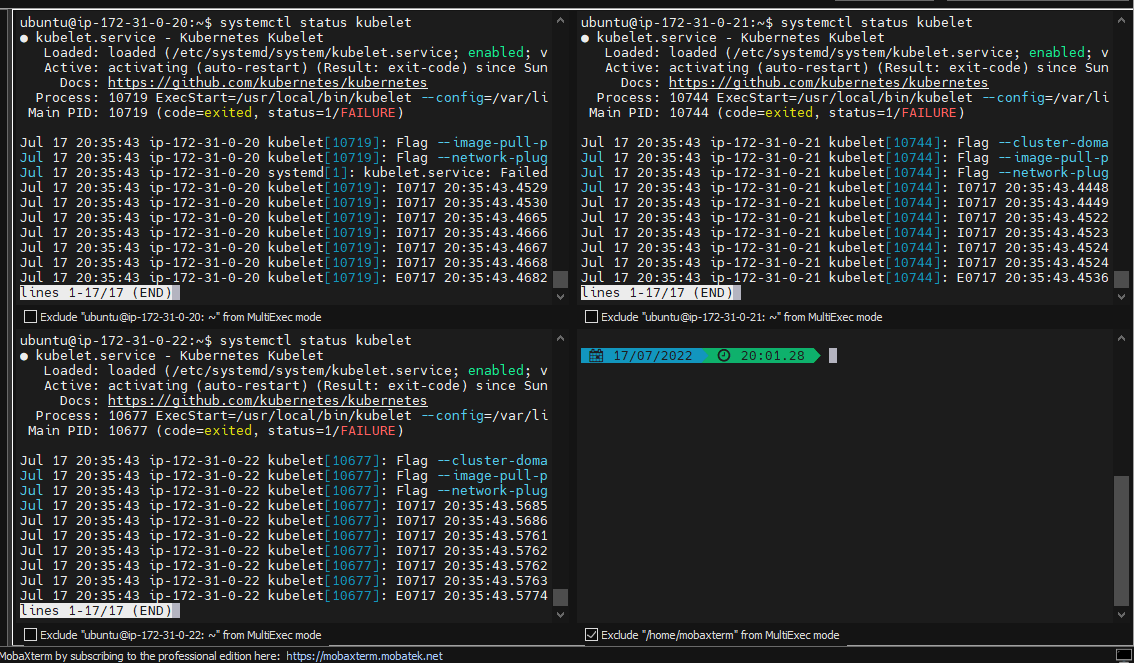 ubuntu@ip-172-31-0-20:~$ systemctl status kubelet
● kubelet.service - Kubernetes Kubelet
Loaded: loaded (/etc/systemd/system/kubelet.service; enabled; v
Active: activating (auto-restart) (Result: exit-code) since Sun
Docs: https://github.com/kubernetes/kubernetes
Process: 10719 ExecStart=/usr/local/bin/kubelet --config=/var/li
Main PID: 10719 (code=exited, status=1/FAILURE)
Jul 17 20:35:43 ip-172-31-0-20 kubelet[10719]: Flag --image-pull-p
Jul 17 20:35:43 ip-172-31-0-20 kubelet[10719]: Flag --network-plug
Jul 17 20:35:43 ip-172-31-0-20 systemd[1]: kubelet.service: Failed
Jul 17 20:35:43 ip-172-31-0-20 kubelet[10719]: I0717 20:35:43.4529
Jul 17 20:35:43 ip-172-31-0-20 kubelet[10719]: I0717 20:35:43.4530
Jul 17 20:35:43 ip-172-31-0-20 kubelet[10719]: I0717 20:35:43.4665
Jul 17 20:35:43 ip-172-31-0-20 kubelet[10719]: I0717 20:35:43.4666
Jul 17 20:35:43 ip-172-31-0-20 kubelet[10719]: I0717 20:35:43.4667
Jul 17 20:35:43 ip-172-31-0-20 kubelet[10719]: I0717 20:35:43.4668
Jul 17 20:35:43 ip-172-31-0-20 kubelet[10719]: E0717 20:35:43.4682
lines 1-17/17 (END)
Exclude "ubuntu@ip-172-31-0-20: ~" from MultiExec mode
ubuntu@ip-172-31-0-21:~$ systemctl status kubelet
● kubelet.service - Kubernetes Kubelet
Loaded: loaded (/etc/systemd/system/kubelet.service; enabled; v
Active: activating (auto-restart) (Result: exit-code) since Sun
Docs: https://github.com/kubernetes/kubernetes
Process: 10744 ExecStart=/usr/local/bin/kubelet --config=/var/li
Main PID: 10744 (code=exited, status=1/FAILURE)
Jul 17 20:35:43 ip-172-31-0-21 kubelet[10744]: Flag --cluster-doma
Jul 17 20:35:43 ip-172-31-0-21 kubelet[10744]: Flag --image-pull-p
Jul 17 20:35:43 ip-172-31-0-21 kubelet[10744]: Flag --network-plug
Jul 17 20:35:43 ip-172-31-0-21 kubelet[10744]: I0717 20:35:43.4448
Jul 17 20:35:43 ip-172-31-0-21 kubelet[10744]: I0717 20:35:43.4449
Jul 17 20:35:43 ip-172-31-0-21 kubelet[10744]: I0717 20:35:43.4522
Jul 17 20:35:43 ip-172-31-0-21 kubelet[10744]: I0717 20:35:43.4523
Jul 17 20:35:43 ip-172-31-0-21 kubelet[10744]: I0717 20:35:43.4524
Jul 17 20:35:43 ip-172-31-0-21 kubelet[10744]: I0717 20:35:43.4524
Jul 17 20:35:43 ip-172-31-0-21 kubelet[10744]: E0717 20:35:43.4536
lines 1-17/17 (END)
Exclude "ubuntu@ip-172-31-0-21: ~" from MultiExec mode
ubuntu@ip-172-31-0-22:~$ systemctl status kubelet
● kubelet.service - Kubernetes Kubelet
Loaded: loaded (/etc/systemd/system/kubelet.service; enabled; v
Active: activating (auto-restart) (Result: exit-code) since Sun
Docs: https://github.com/kubernetes/kubernetes
Process: 10677 ExecStart=/usr/local/bin/kubelet --config=/var/li
Main PID: 10677 (code=exited, status=1/FAILURE)
Jul 17 20:35:43 ip-172-31-0-22 kubelet[10677]: Flag --cluster-doma
Jul 17 20:35:43 ip-172-31-0-22 kubelet[10677]: Flag --image-pull-p
Jul 17 20:35:43 ip-172-31-0-22 kubelet[10677]: Flag --network-plug
Jul 17 20:35:43 ip-172-31-0-22 kubelet[10677]: I0717 20:35:43.5685
Jul 17 20:35:43 ip-172-31-0-22 kubelet[10677]: I0717 20:35:43.5686
Jul 17 20:35:43 ip-172-31-0-22 kubelet[10677]: I0717 20:35:43.5761
Jul 17 20:35:43 ip-172-31-0-22 kubelet[10677]: I0717 20:35:43.5762
Jul 17 20:35:43 ip-172-31-0-22 kubelet[10677]: I0717 20:35:43.5762
Jul 17 20:35:43 ip-172-31-0-22 kubelet[10677]: I0717 20:35:43.5763
Jul 17 20:35:43 ip-172-31-0-22 kubelet[10677]: E0717 20:35:43.5774
lines 1-17/17 (END)
Exclude "ubuntu@ip-172-31-0-22: ~" from MultiExec mode
17/07/2022 20:01.28
Exclude "/home/mobaxterm" from MultiExec mode
MobaXterm by subscribing to the professional edition here: https://mobaxterm.mobatek.net